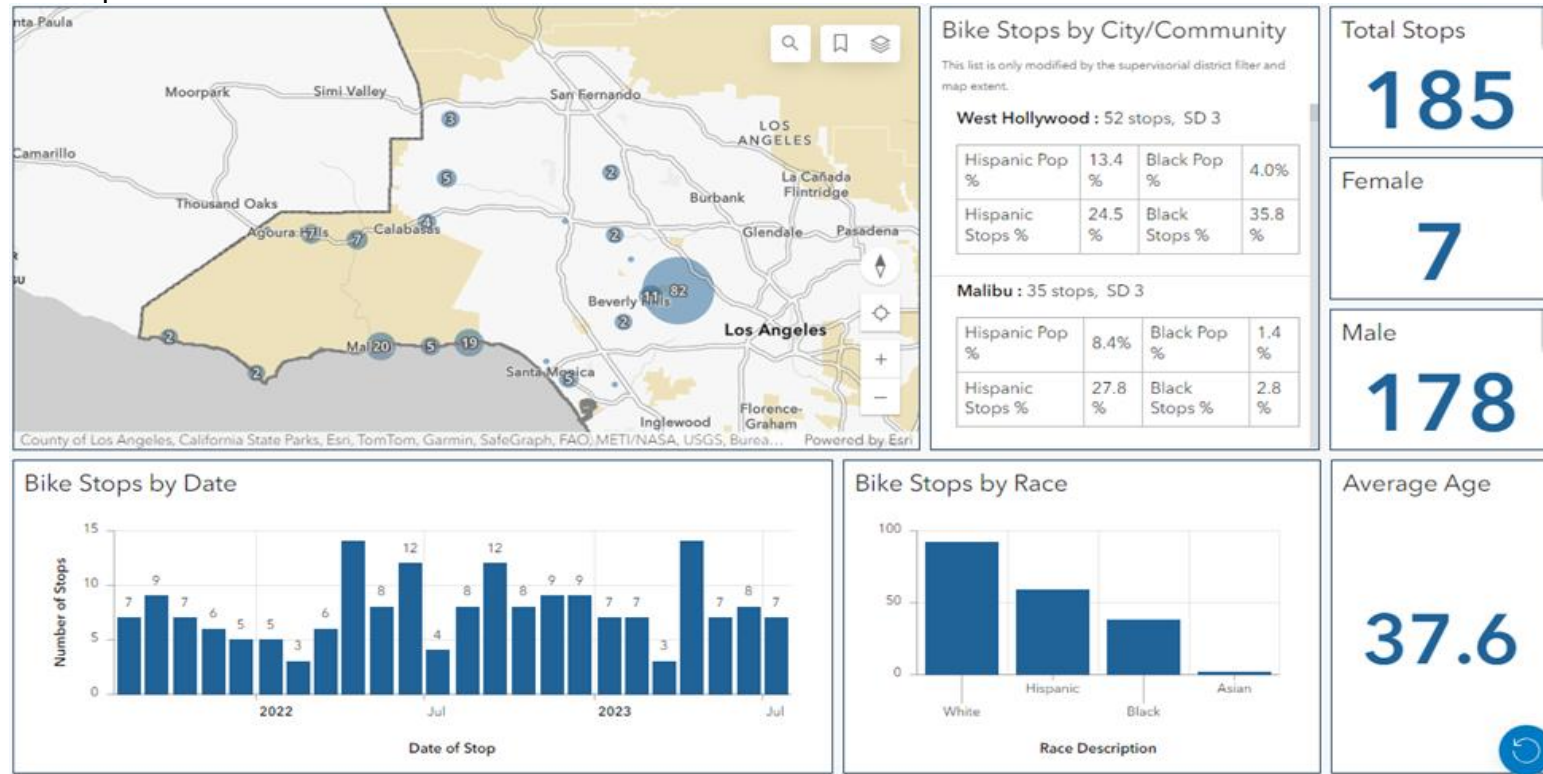 nta Paula
Moorpark
Simi Valley
San Fernando
LOS
ANGELES
Camarillo
3
5
2
La Cañada
Flintridge
Burbank
Thousand Oaks
4
Agoura Hills
7
7
Calabasas
2
Glendale
Pasadena
Beverly Hills
11
82
2
Los Angeles
2
Mal
20
5
19
2
Santa Monica
5
Inglewood
Florence-
Graham
County of Los Angeles, California State Parks, Esri, TomTom, Garmin, SafeGraph, FAO, METI/NASA, USGS, Burea...
Powered by Esri
Bike Stops by City/Community
This list is only modified by the supervisorial district filter and
map extent.
West Hollywood : 52 stops, SD 3
Hispanic Pop
%
13.4
%
Black Pop
%
4.0%
Hispanic
Stops %
24.5
%
Black
Stops %
35.8
%
Malibu : 35 stops, SD 3
Hispanic Pop
%
8.4%
Black Pop
%
1.4
%
Hispanic
Stops %
27.8
%
Black
Stops %
2.8
%
Total Stops
185
Female
7
Male
178
Bike Stops by Date
Number of Stops
15
10
5
0
7
9
7
6
5
5
3
6
8
12
4
8
12
8
9
9
7
7
3
7
8
7
2022
Jul
2023
Jul
Date of Stop
Bike Stops by Race
100
50
0
White
Hispanic
Black
Asian
Race Description
Average Age
37.6